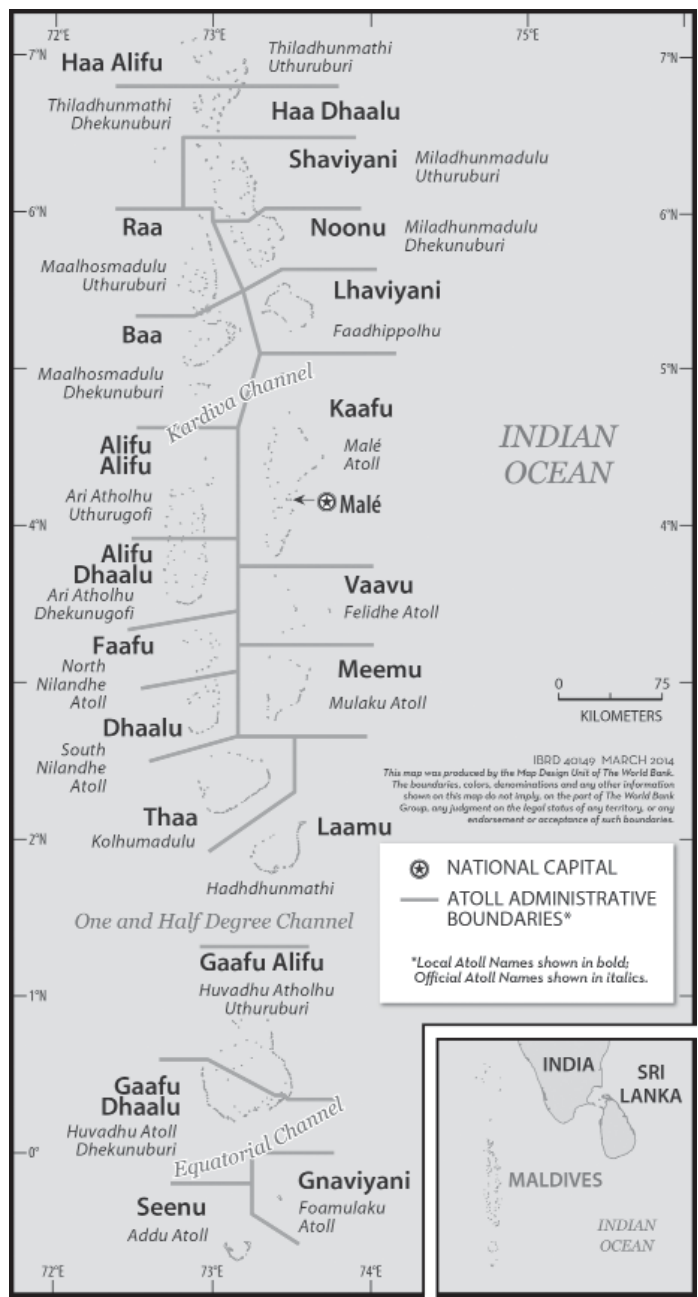 72°E
73°E
75°E
7°N
7°N
Haa Alifu
Thiladhunmathi
Uthuruburi
Thiladhunmathi
Dhekunuburi
Haa Dhaalu
Shaviyani
Miladhunmadulu
Uthuruburi
6°N
6°N
Raa
Noonu
Miladhunmadulu
Dhekunuburi
Maalhosmadulu
Uthuruburi
Lhaviyani
Faadhippolhu
Baa
Maalhosmadulu
Dhekunuburi
5°N
Kardiva Channel
Kaafu
Malé
Atoll
INDIAN
OCEAN
Alifu
Alifu
Ari Atholhu
Uthurugofi
Malé
4°N
4°N
Alifu
Dhaalu
Ari Atholhu
Dhekunugofi
Vaavu
Felidhe Atoll
Faafu
North
Nilandhe
Atoll
Meemu
Mulaku Atoll
0
75
KILOMETERS
Dhaalu
South
Nilandhe
Atoll
IBRD 40149 MARCH 2014
This map was produced by the Map Design Unit of The World Bank.
The boundaries, colors, denominations and any other information
shown on this map do not imply, on the part of The World Bank
Group, any judgment on the legal status of any territory, or any
endorsement or acceptance of such boundaries.
Thaa
Kolhumadulu
Laamu
Hadhdhunmathi
2°N
NATIONAL CAPITAL
ATOLL ADMINISTRATIVE
BOUNDARIES*
*Local Atoll Names shown in bold;
Official Atoll Names shown in italics.
One and Half Degree Channel
Gaafu Alifu
Huvadhu Atholhu
Uthuruburi
1°N
Gaafu
Dhaalu
Huvadhu Atoll
Dhekunuburi
Equatorial Channel
0°
Gnaviyani
Foamulaku
Atoll
Seenu
Addu Atoll
72°E
73°E
74°E
INDIA
SRI
LANKA
MALDIVES
INDIAN
OCEAN